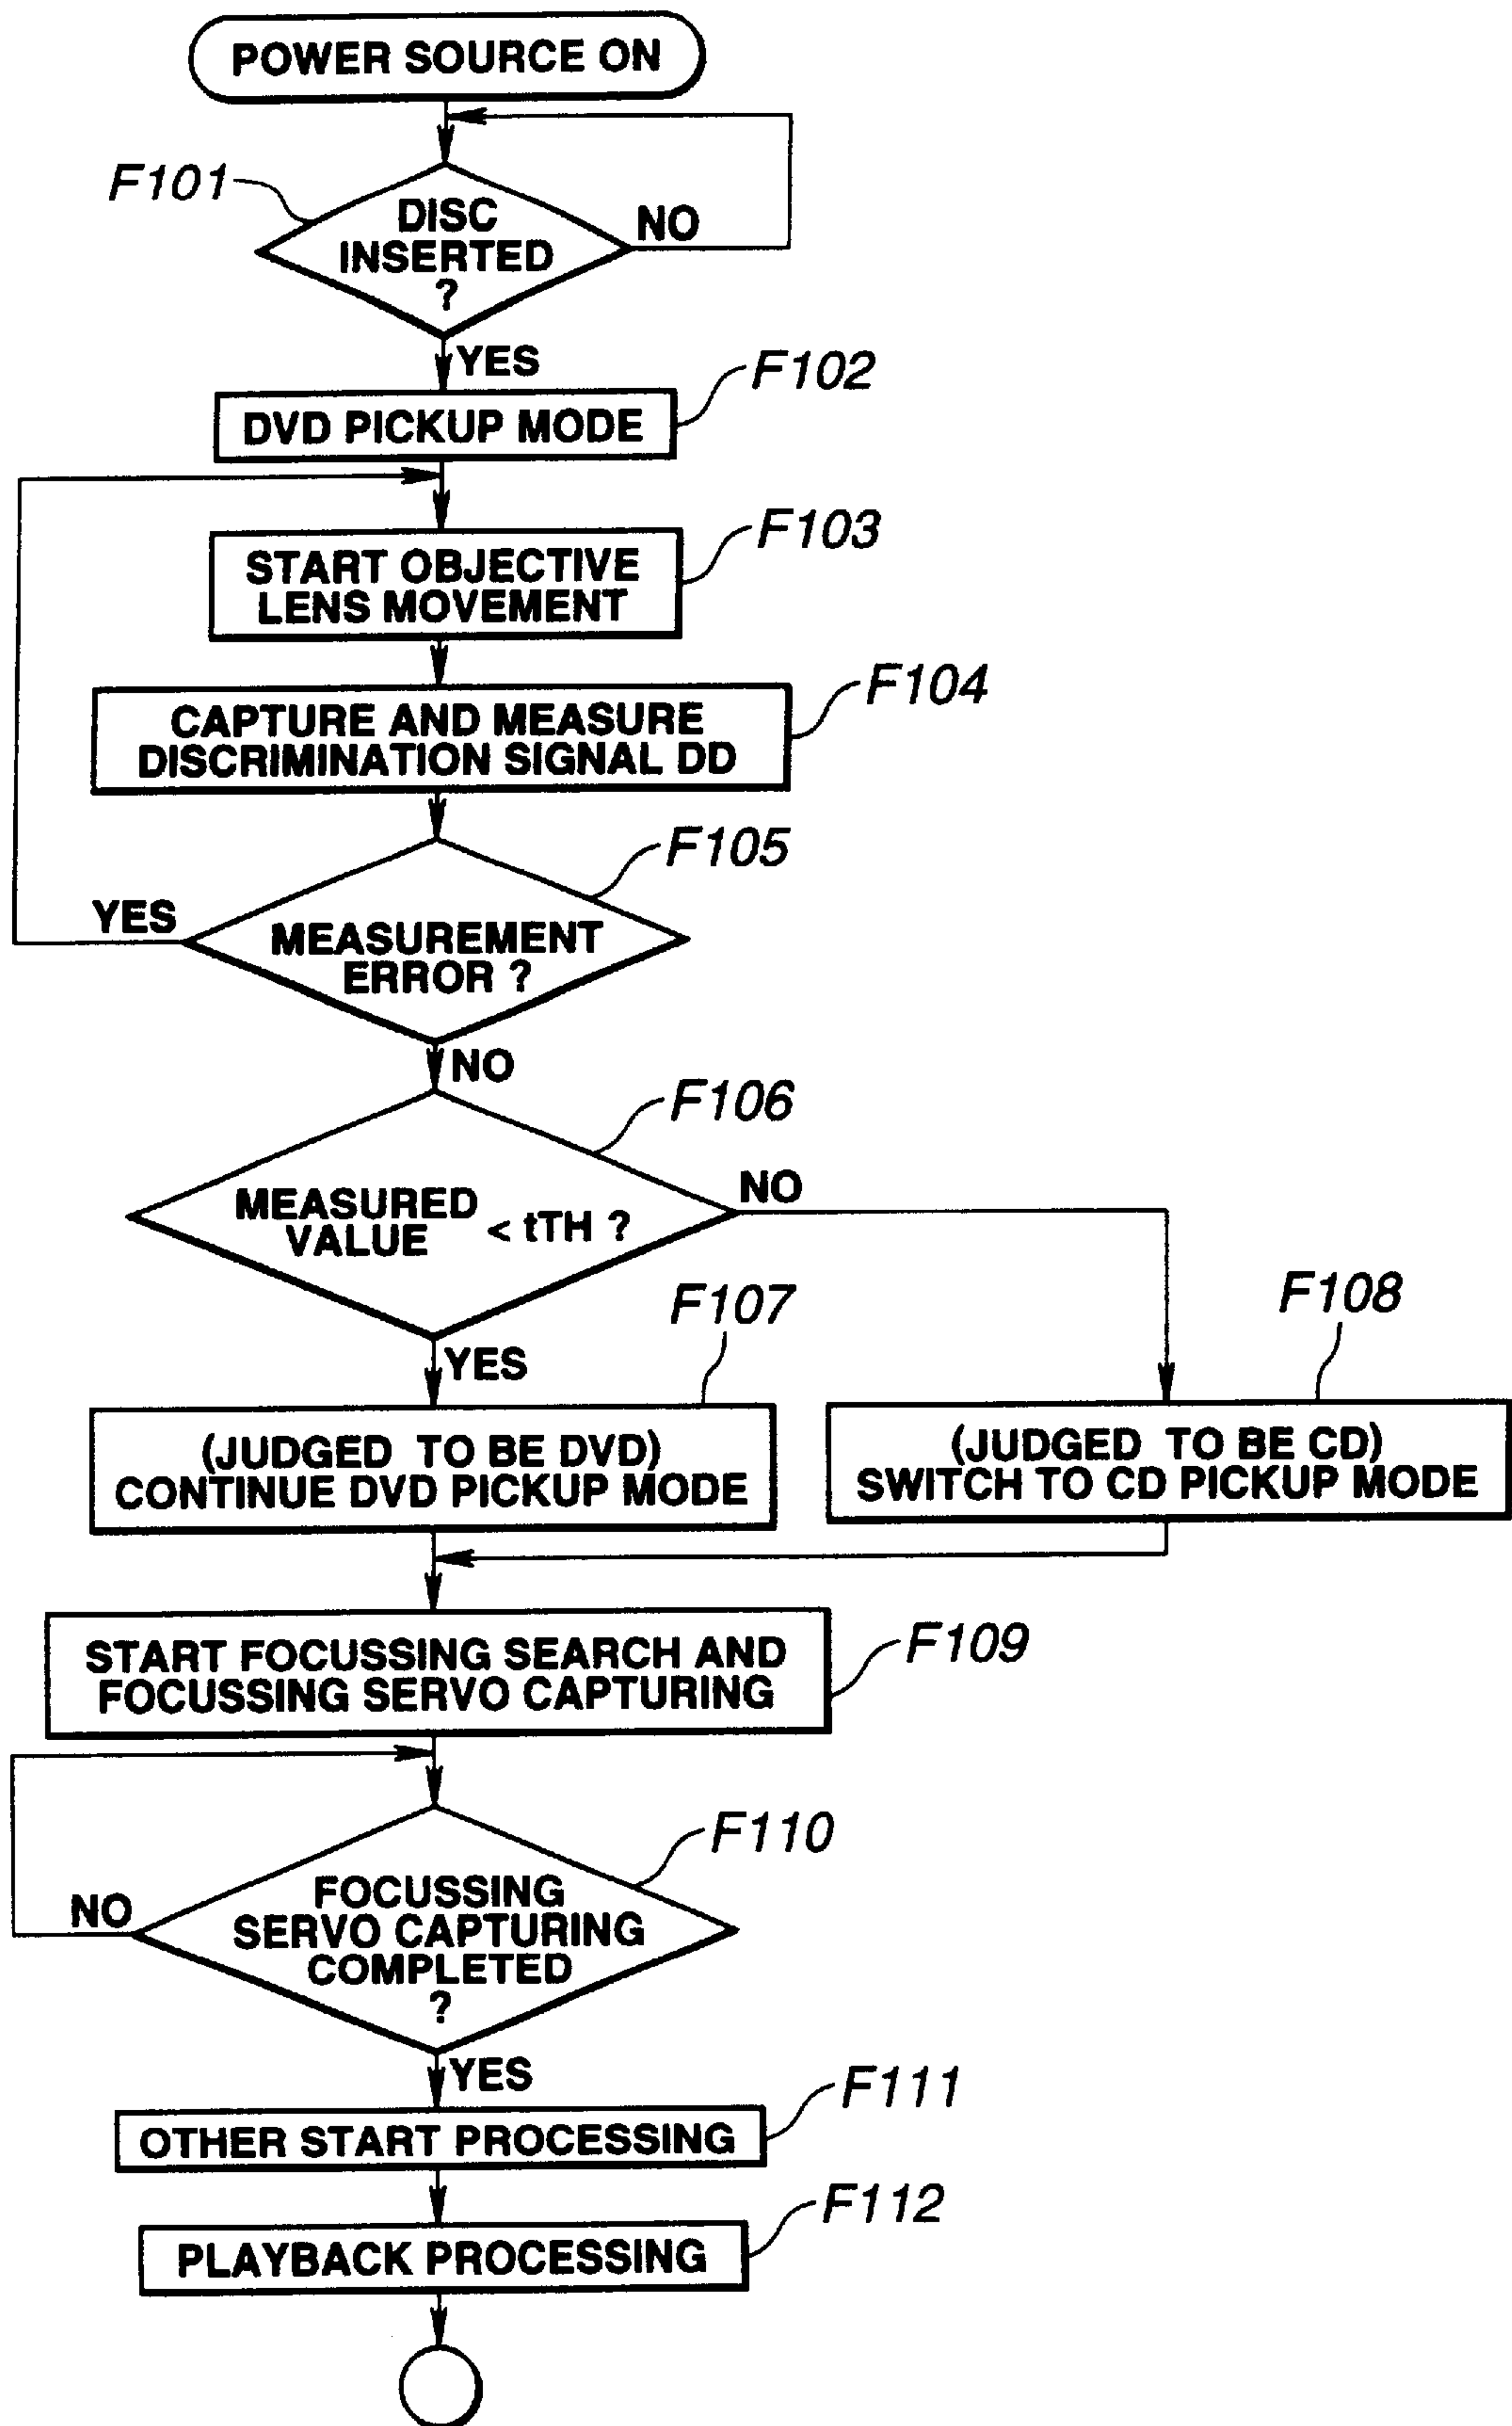 POWER SOURCE ON
F101
DISC
INSERTED
?
NO
YES
F102
DVD PICKUP MODE
F103
START OBJECTIVE
LENS MOVEMENT
F104
CAPTURE AND MEASURE
DISCRIMINATION SIGNAL DD
F105
YES
MEASUREMENT
ERROR ?
NO
F106
MEASURED
VALUE < tTH ?
NO
YES
F107
F108
(JUDGED TO BE DVD)
CONTINUE DVD PICKUP MODE
(JUDGED TO BE CD)
SWITCH TO CD PICKUP MODE
F109
START FOCUSSING SEARCH AND
FOCUSSING SERVO CAPTURING
F110
NO
FOCUSSING
SERVO CAPTURING
COMPLETED
?
YES
F111
OTHER START PROCESSING
F112
PLAYBACK PROCESSING